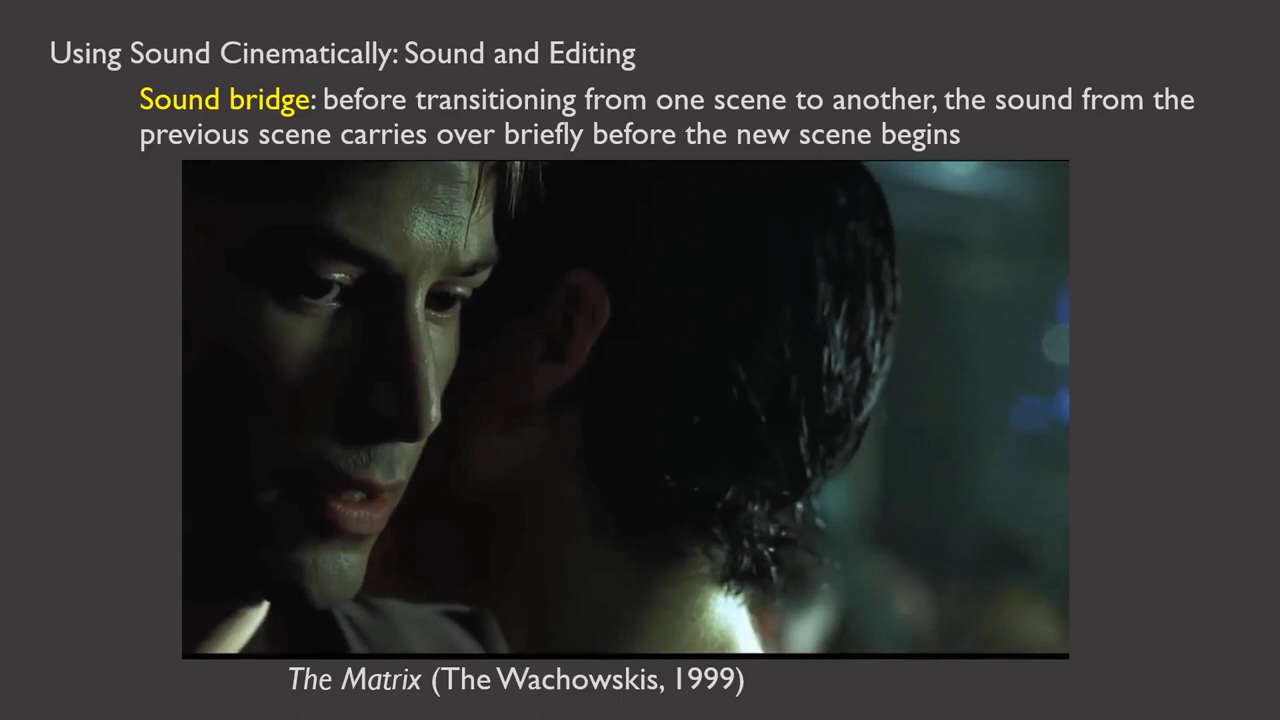 Using Sound Cinematically: Sound and Editing
Sound bridge: before transitioning from one scene to another, the sound from the
previous scene carries over briefly before the new scene begins
The Matrix (The Wachowskis, 1999)